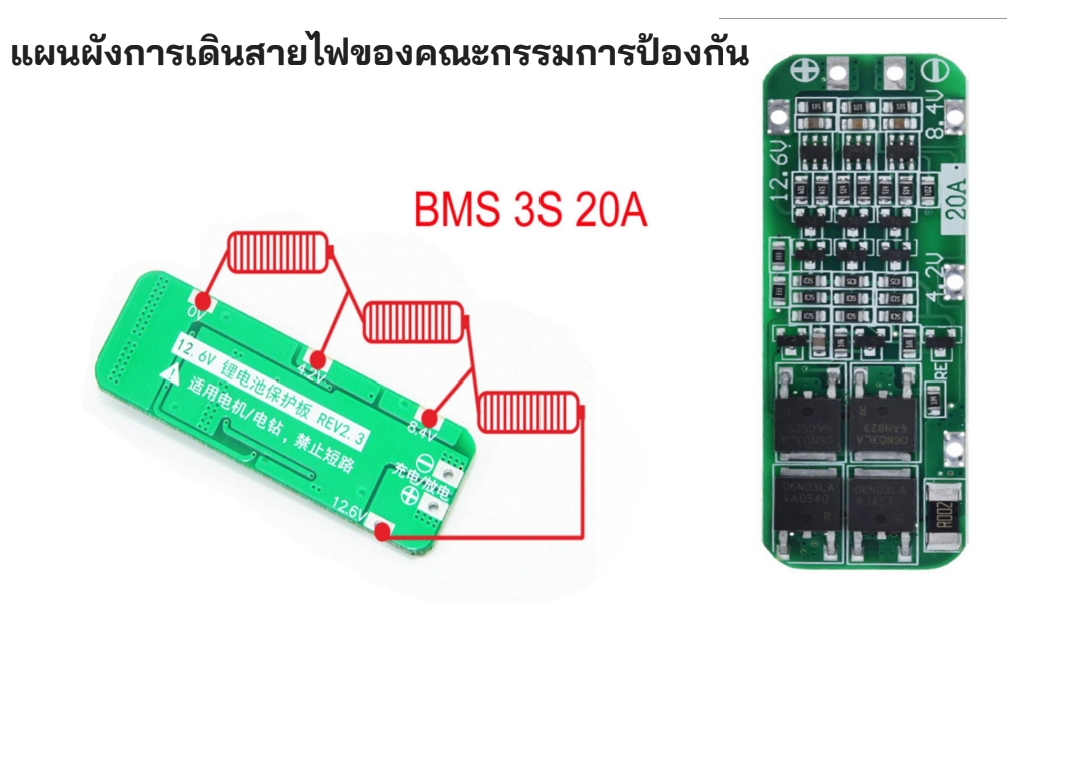 แผนผังการเดินสายไฟของคณะกรรมการป้องกัน
BMS 3S 20A
0V
4.2V
8.4V
12.6V 锂电池保护板 REV2.3
适用电机/电钻，禁止短路
充电/放电
12.6V
8.4V
12.6V
20A
4.2V
RE
06N03LA
06N03LA
6AH823
06N03LA
5AD540
06N03LA
R
R
R
R002